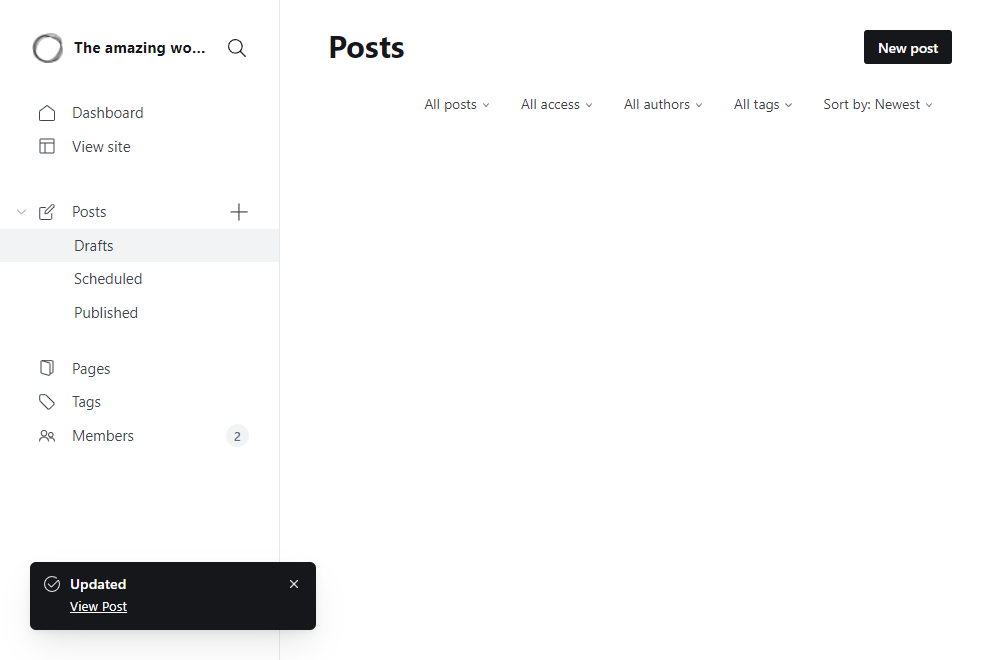 The amazing wo...
Dashboard
View site
Posts
Drafts
Scheduled
Published
Pages
Tags
Members 2
Updated
View Post
Posts
New post
All posts All access All authors All tags Sort by: Newest